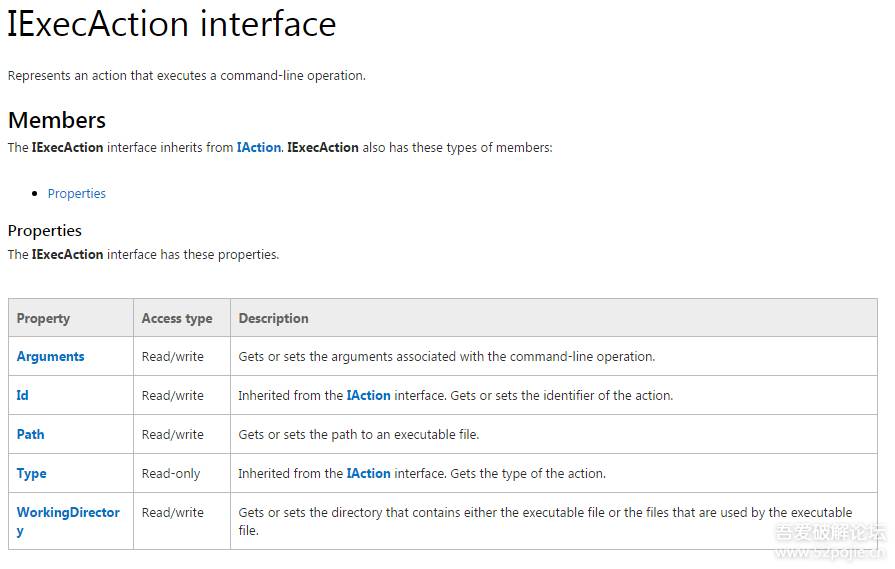 IExecAction interface
Represents an action that executes a command-line operation.
Members
The IExecAction interface inherits from IAction. IExecAction also has these types of members:
Properties
Properties
The IExecAction interface has these properties.
Property Access type Description
Arguments Read/write Gets or sets the arguments associated with the command-line operation.
Id Read/write Inherited from the IAction interface. Gets or sets the identifier of the action.
Path Read/write Gets or sets the path to an executable file.
Type Read-only Inherited from the IAction interface. Gets the type of the action.
WorkingDirector Read/write Gets or sets the directory that contains either the executable file or the files that are used by the executable
y file.
吾爱破解论坛
www.52pojie.cn